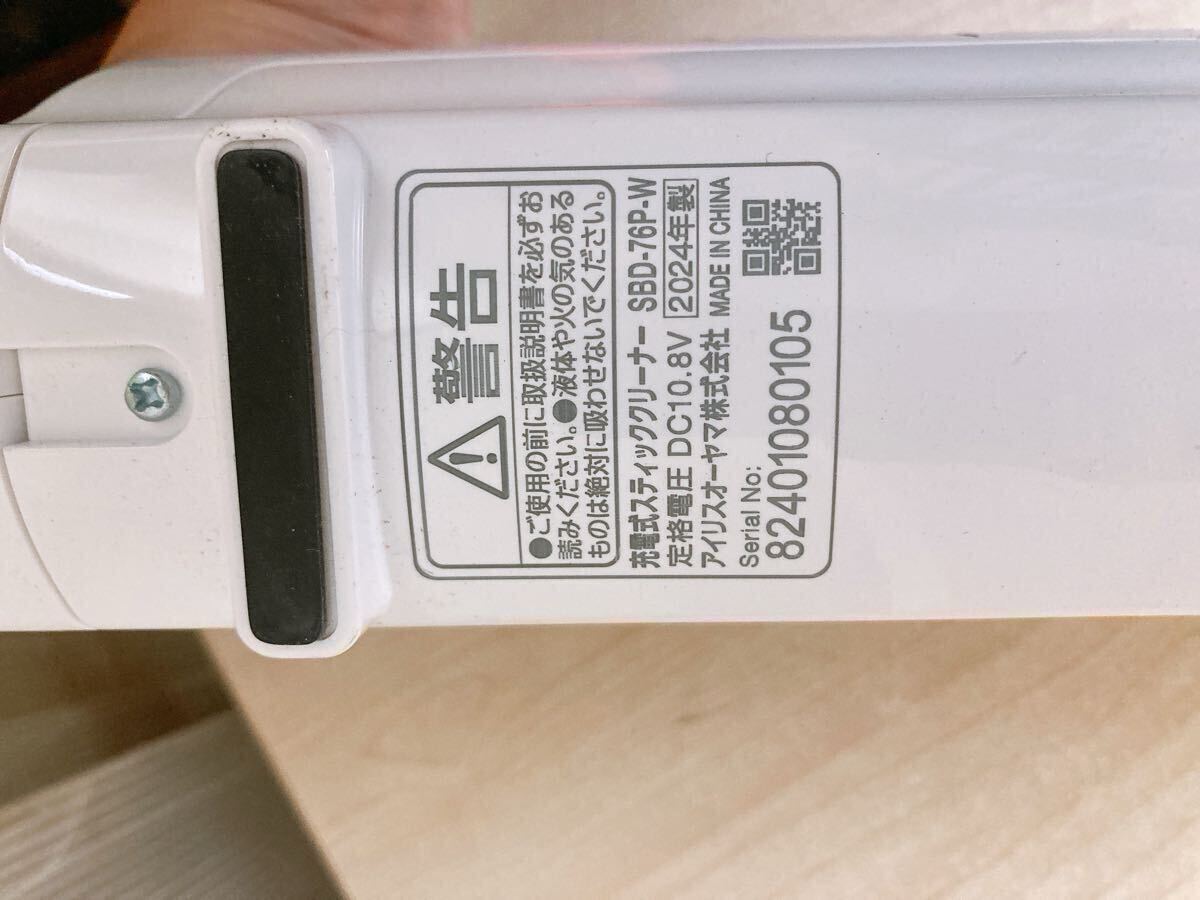 警告
●ご使用の前に取扱説明書を必ずお
読みください。●液体や火の気のある
ものは絶対に吸わせないでください。
充電式スティッククリーナー SBD-76P-W
定格電圧 DC10.8V 2024年製
アイリスオーヤマ株式会社 MADE IN CHINA
Serial No:
82401080105